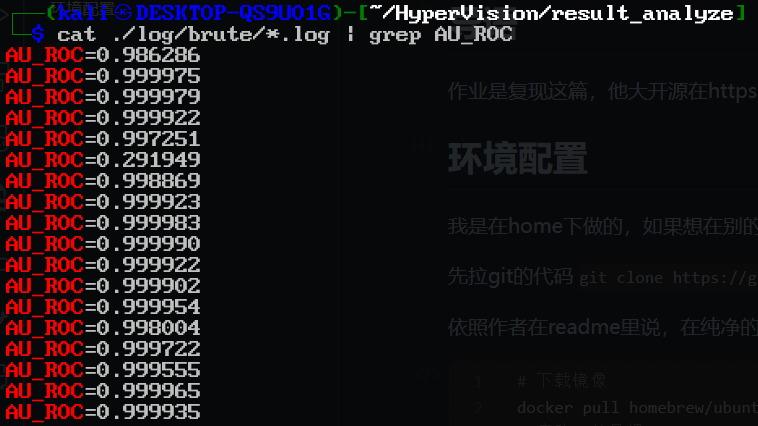 环境配置
(kali㉿DESKTOP-QS9UO1G)-[~/HyperVision/result_analyze]
$ cat ./log/brute/*.log | grep AU_ROC
AU_ROC=0.986286
AU_ROC=0.999975
作业是复现这篇，他大开源在https
AU_ROC=0.999979
AU_ROC=0.999922
AU_ROC=0.997251
环境配置
AU_ROC=0.291949
AU_ROC=0.998869
AU_ROC=0.999923
我是在home下做的，如果想在别的
AU_ROC=0.999983
AU_ROC=0.999990
AU_ROC=0.999922
先拉git的代码 git clone https://g
AU_ROC=0.999902
AU_ROC=0.999954
AU_ROC=0.998004
依照作者在readme里说，在纯净的
AU_ROC=0.999722
AU_ROC=0.999555
1 # 下载镜像
AU_ROC=0.999965
AU_ROC=0.999935
2 docker pull homebrew/ubunt